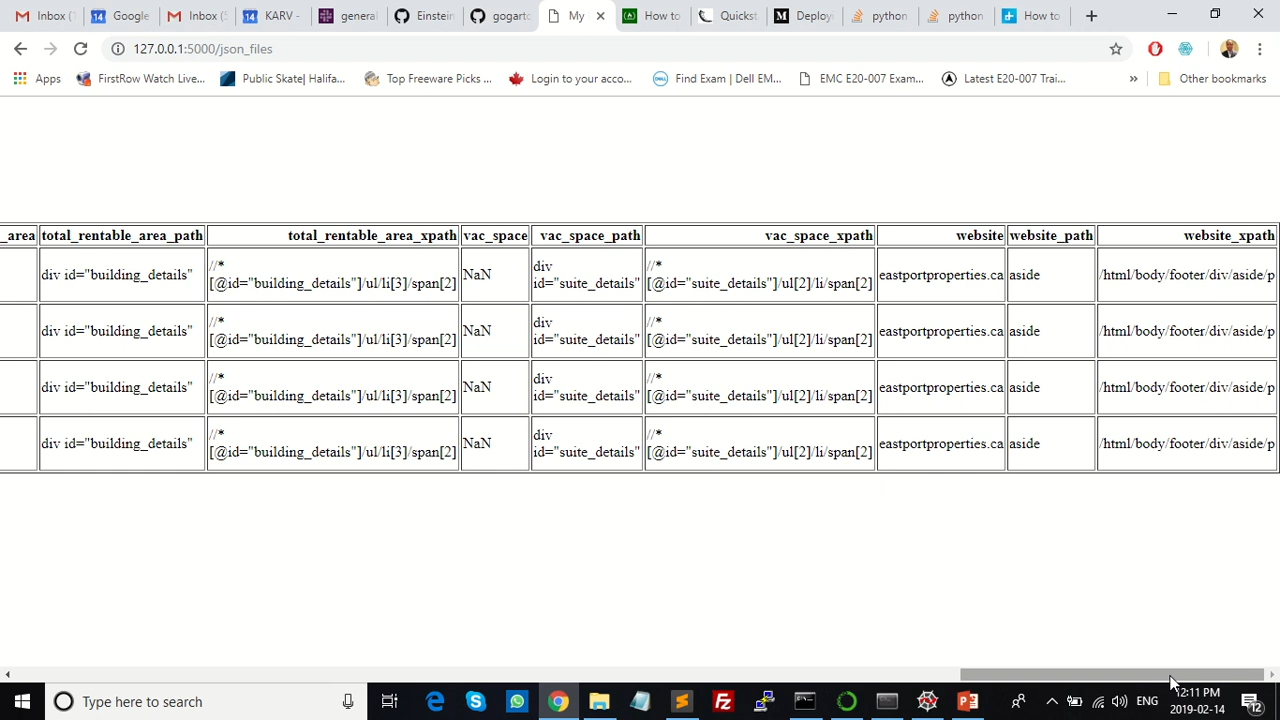 Inbox (
Google
Inbox (
KARV -
general
Einstein
gogarto
My
How to
Quickst
Deploy
python
python
How to
127.0.0.1:5000/json_files
Apps
FirstRow Watch Live...
Public Skate| Halifa...
Top Freeware Picks ...
Login to your acco...
Find Exam | Dell EM...
EMC E20-007 Exam...
Latest E20-007 Trai...
»
Other bookmarks
_area total_rentable_area_path total_rentable_area_xpath vac_space vac_space_path vac_space_xpath website website_path website_xpath
div id="building_details"
//*
[@id="building_details"]/ul/li[3]/span[2]
NaN
div
id="suite_details"
//*
[@id="suite_details"]/ul[2]/li/span[2]
eastportproperties.ca
aside
/html/body/footer/div/aside/p
div id="building_details"
//*
[@id="building_details"]/ul/li[3]/span[2]
NaN
div
id="suite_details"
//*
[@id="suite_details"]/ul[2]/li/span[2]
eastportproperties.ca
aside
/html/body/footer/div/aside/p
div id="building_details"
//*
[@id="building_details"]/ul/li[3]/span[2]
NaN
div
id="suite_details"
//*
[@id="suite_details"]/ul[2]/li/span[2]
eastportproperties.ca
aside
/html/body/footer/div/aside/p
div id="building_details"
//*
[@id="building_details"]/ul/li[3]/span[2]
NaN
div
id="suite_details"
//*
[@id="suite_details"]/ul[2]/li/span[2]
eastportproperties.ca
aside
/html/body/footer/div/aside/p
Type here to search
ENG
12:11 PM
2019-02-14
12